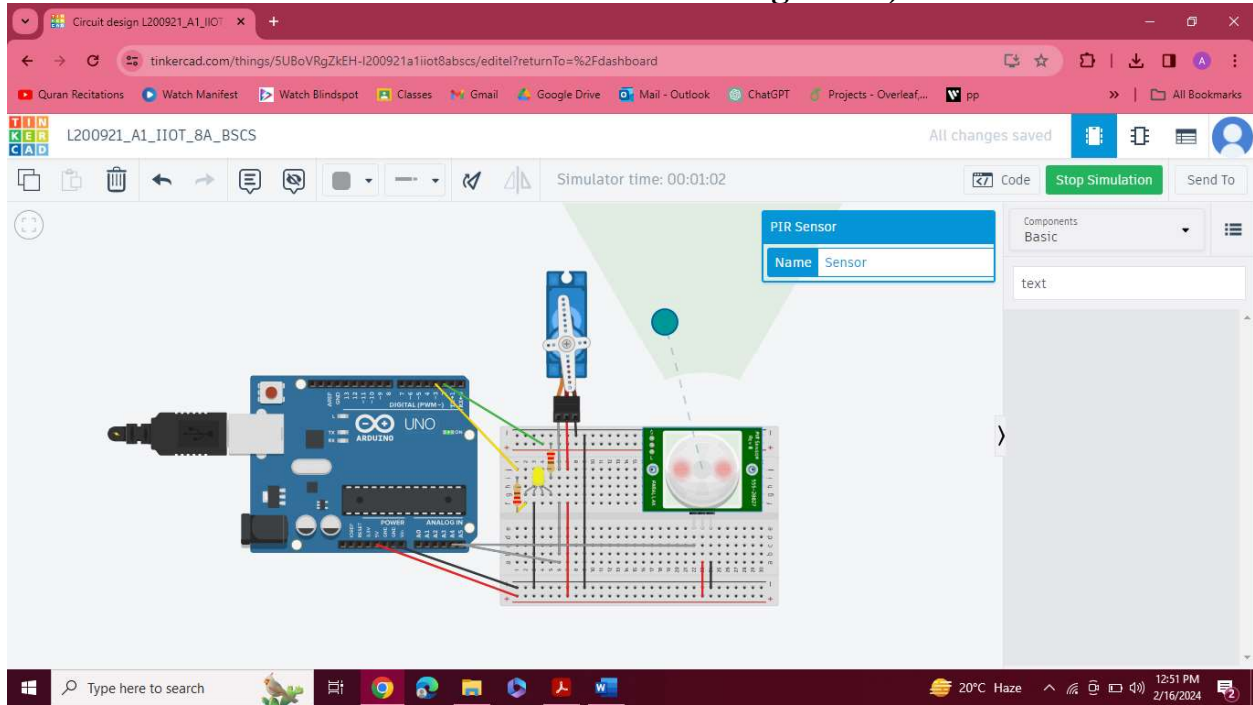 Circuit design L200921_A1_IIOT
tinkercad.com/things/5UBoVRgZkEH-l200921a1iiot8abscs/editel?returnTo=%2Fdashboard
Quran Recitations Watch Manifest Watch Blindspot Classes Gmail Google Drive Mail - Outlook ChatGPT Projects - Overleaf,... pp » All Bookmarks
TIN
KER
CAD
L200921_A1_IIOT_8A_BSCS
All changes saved
Simulator time: 00:01:02
Code Stop Simulation Send To
PIR Sensor
Name Sensor
Components
Basic
text
DIGITAL (PWM~)
UNO
ON
ARDUINO
POWER ANALOG IN
Type here to search
20°C Haze
12:51 PM
2/16/2024